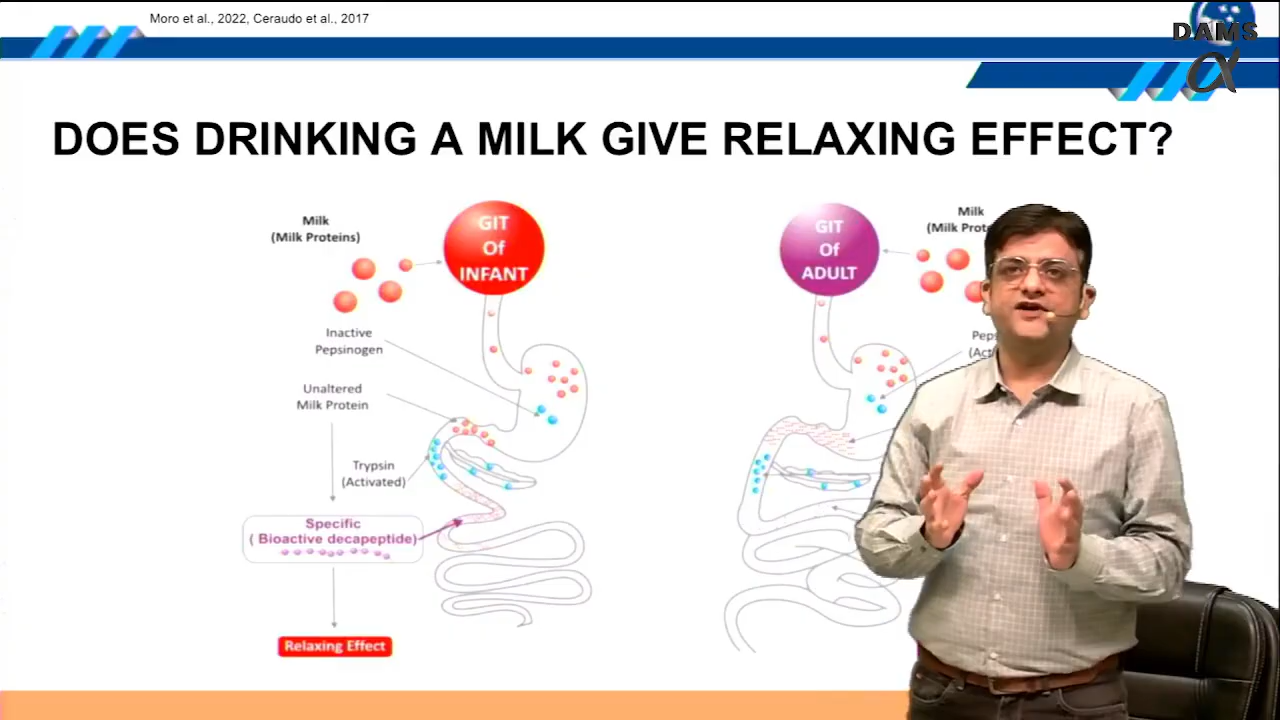 Moro et al., 2022, Ceraudo et al., 2017
DAMS
α
DOES DRINKING A MILK GIVE RELAXING EFFECT?
Milk
(Milk Proteins)
GIT
Of
INFANT
Inactive
Pepsinogen
Unaltered
Milk Protein
Trypsin
(Activated)
Specific
( Bioactive decapeptide)
Relaxing Effect
GIT
Of
ADULT
Milk
(Milk